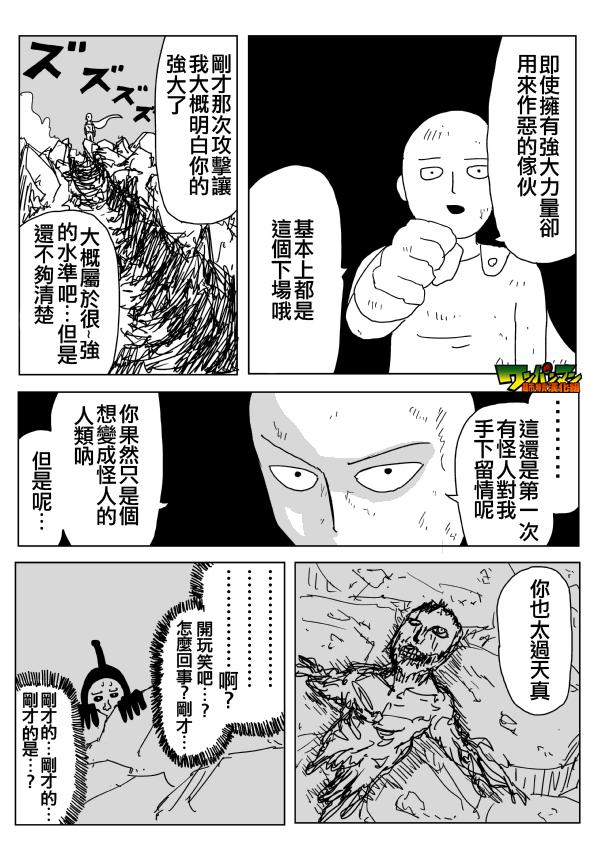 即使擁有強大力量卻
用來作惡的傢伙
基本上都是
這個下場哦
ズズズズ
剛才那次攻擊讓
我大概明白你的
強大了
大概屬於很~強
的水準吧…但是
還不夠清楚
ワンパンマン
………
這還是第一次
有怪人對我
手下留情呢
你果然只是個
想變成怪人的
人類吶
但是呢…
你也太過天真
……………
……………
啊?
開玩笑吧…?
怎麼回事?剛才…
剛才的…剛才的…
剛才的是…?